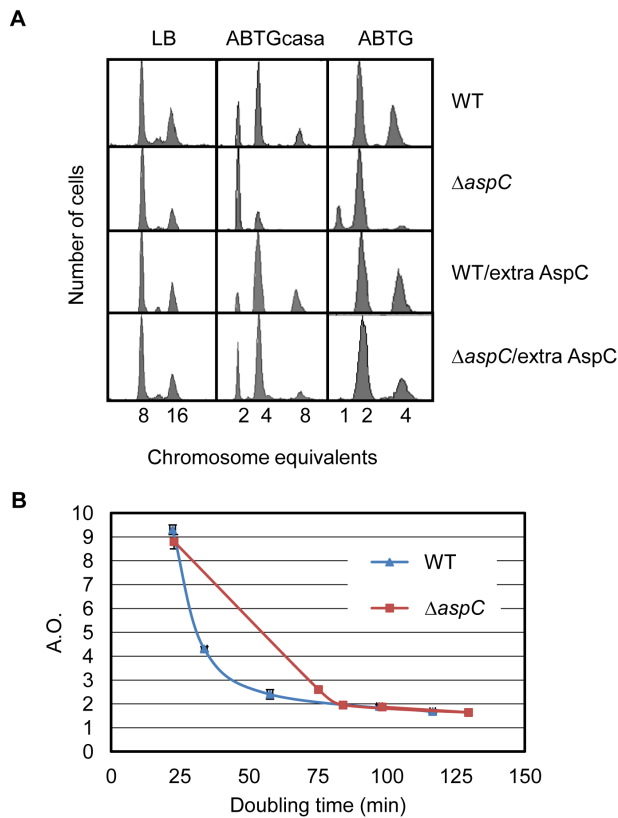 A
LB ABTGcasa ABTG
Number of cells
WT
ΔaspC
WT/extra AspC
ΔaspC/extra AspC
8 16 2 4 8 1 2 4
Chromosome equivalents
B
A.O.
10
9
8
7
6
5
4
3
2
1
0
WT
ΔaspC
0 25 50 75 100 125 150
Doubling time (min)